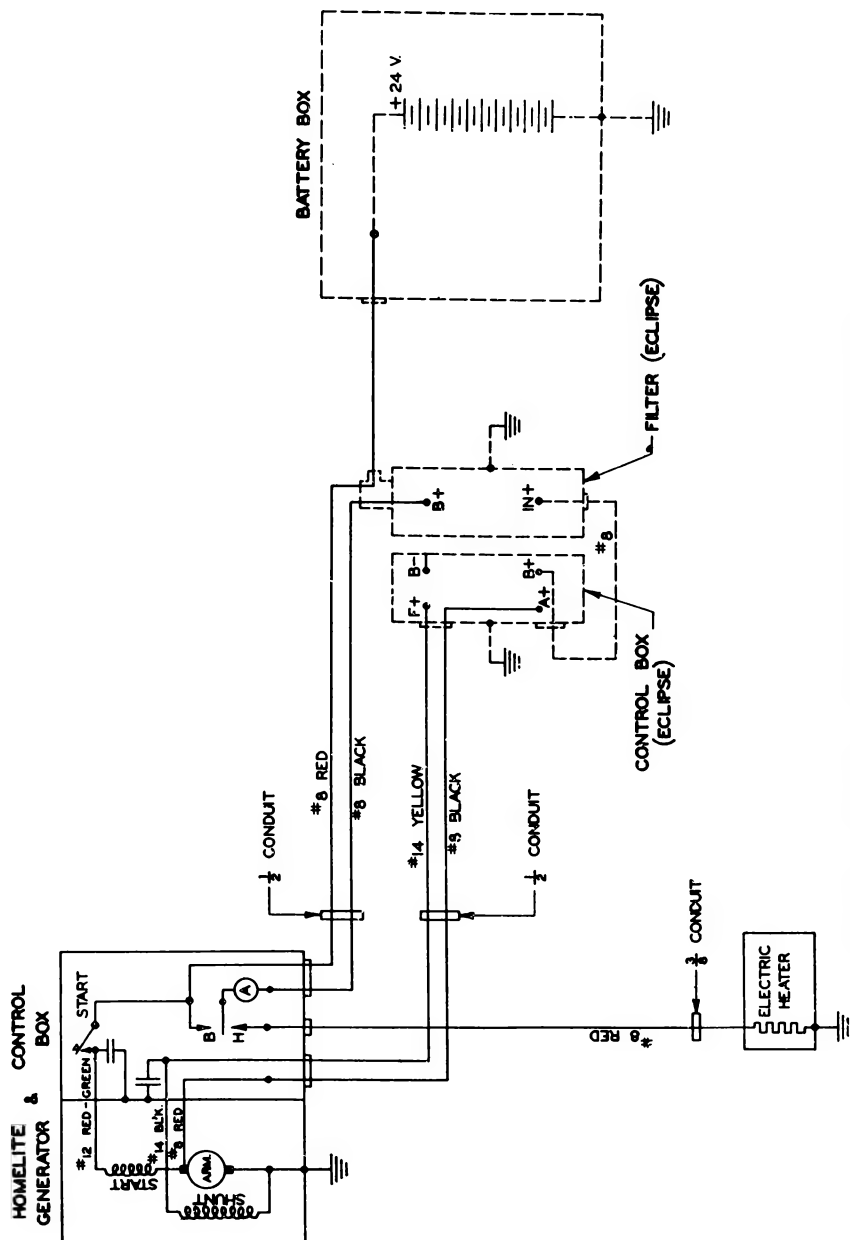 HOMELITE & CONTROL
GENERATOR BOX
START
#12 RED-GREEN
#14 BLK.
#8 RED
START
ARM.
SHUNT
B
H
A
1/2 CONDUIT
#8 RED
#8 BLACK
#14 YELLOW
#8 BLACK
1/2 CONDUIT
#8 RED
3/8 CONDUIT
ELECTRIC
HEATER
BATTERY BOX
+24 V.
B+
IN+
FILTER (ECLIPSE)
F+
B-
A+
B+
#8
CONTROL BOX
(ECLIPSE)